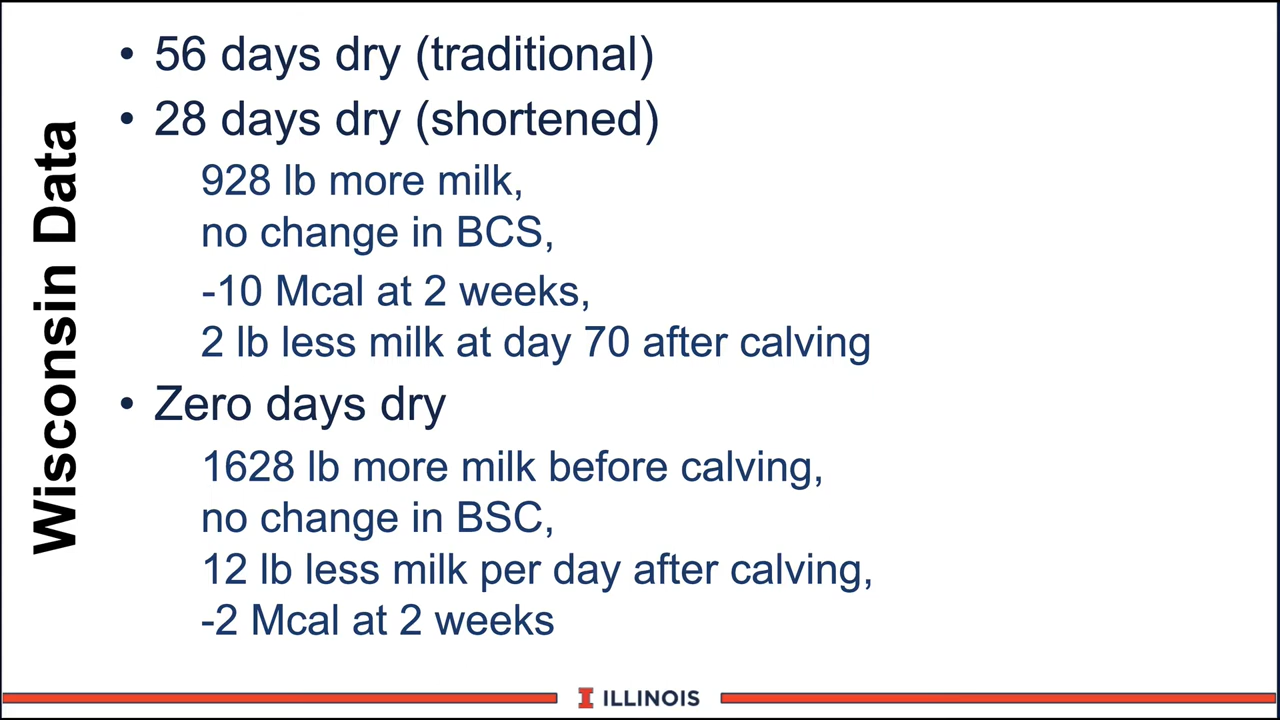 Wisconsin Data
• 56 days dry (traditional)
• 28 days dry (shortened)
928 lb more milk,
no change in BCS,
-10 Mcal at 2 weeks,
2 lb less milk at day 70 after calving
• Zero days dry
1628 lb more milk before calving,
no change in BSC,
12 lb less milk per day after calving,
-2 Mcal at 2 weeks
I ILLINOIS